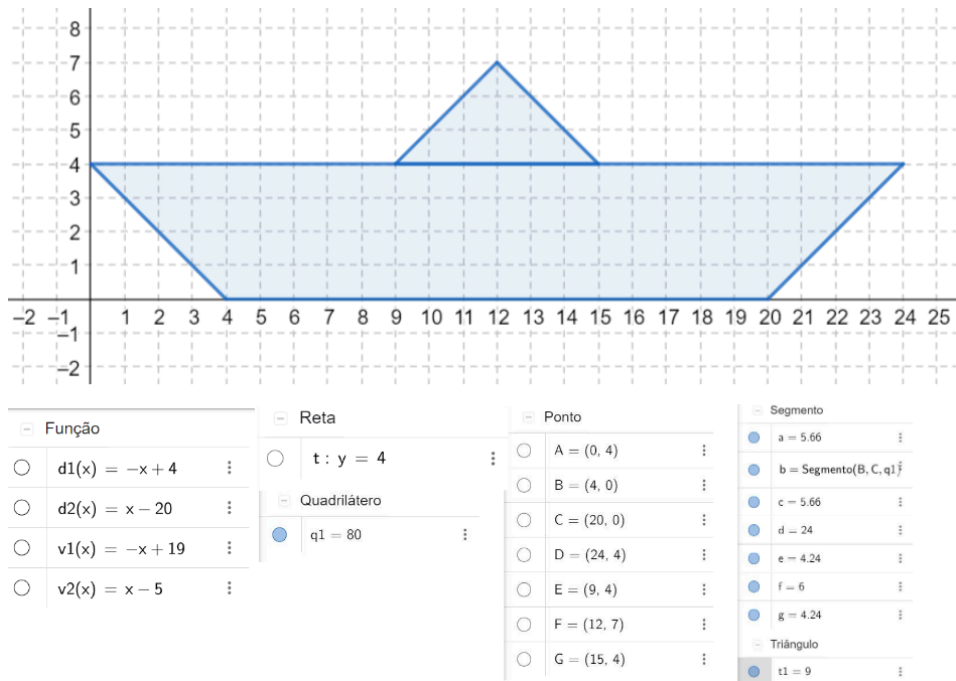 8
7
6
5
4
3
2
1
–2 –1 1 2 3 4 5 6 7 8 9 10 11 12 13 14 15 16 17 18 19 20 21 22 23 24 25
–1
–2
Função
d1(x) = −x + 4
d2(x) = x − 20
v1(x) = −x + 19
v2(x) = x − 5
Reta
t : y = 4
Quadrilátero
q1 = 80
Ponto
A = (0, 4)
B = (4, 0)
C = (20, 0)
D = (24, 4)
E = (9, 4)
F = (12, 7)
G = (15, 4)
Segmento
a = 5.66
b = Segmento(B, C, q1)
c = 5.66
d = 24
e = 4.24
f = 6
g = 4.24
Triângulo
t1 = 9